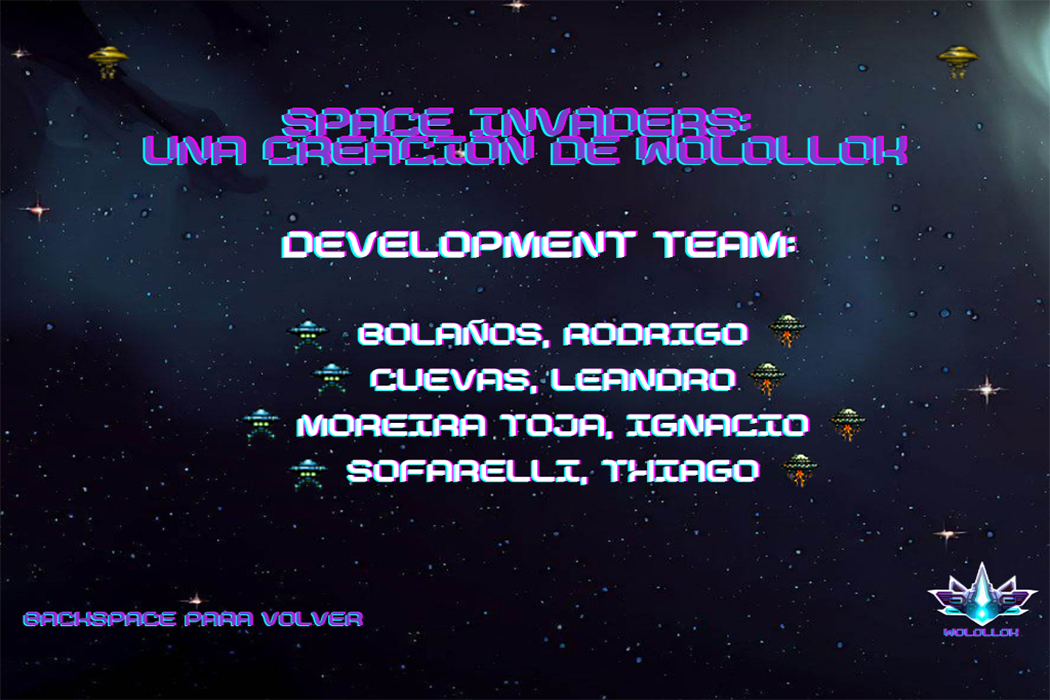 SPACE INVADERS:
UNA CREACION DE WOLOLLOK
DEVELOPMENT TEAM:
BOLAÑOS, RODRIGO
CUEVAS, LEANDRO
MOREIRA TOJA, IGNACIO
SOFARELLI, THIAGO
BACKSPACE PARA VOLVER
WOLOLLOK